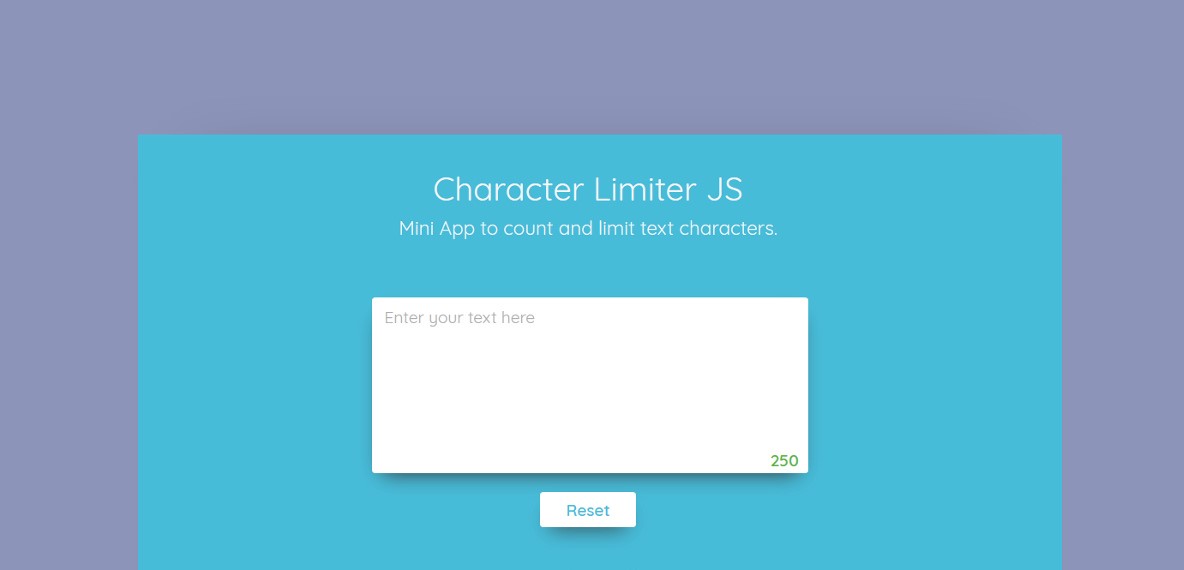 Character Limiter JS
Mini App to count and limit text characters.
Enter your text here
250
Reset